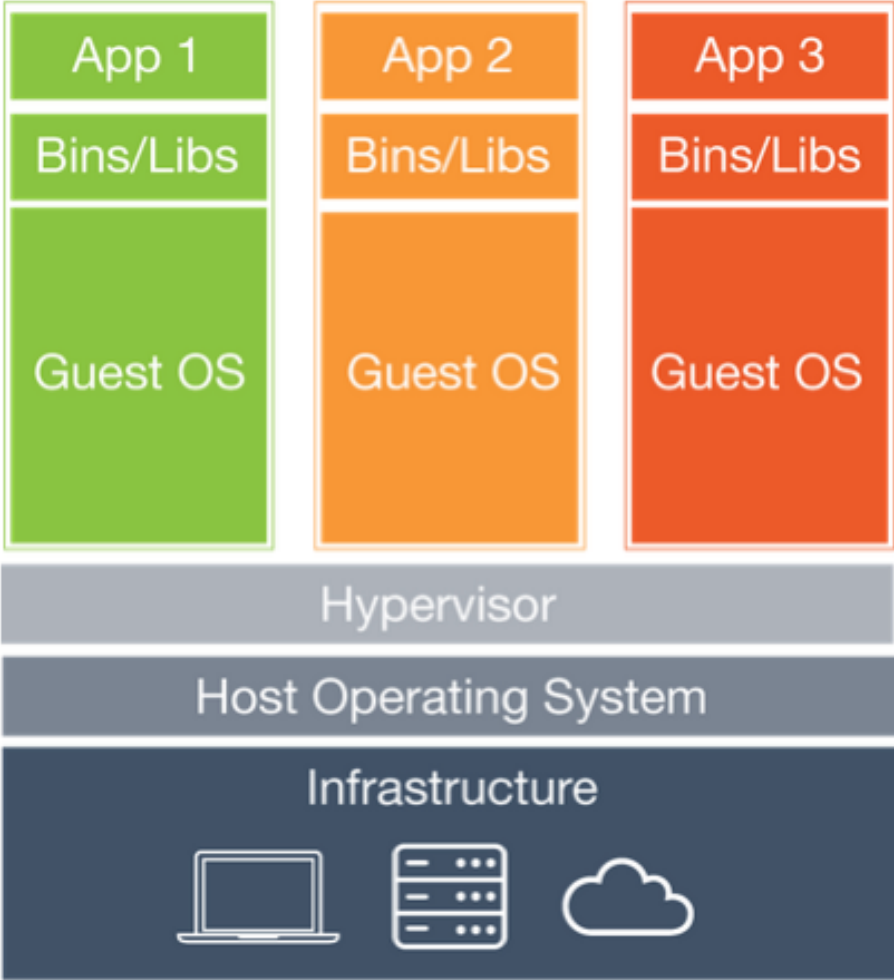 App 1
App 2
App 3
Bins/Libs
Bins/Libs
Bins/Libs
Guest OS
Guest OS
Guest OS
Hypervisor
Host Operating System
Infrastructure